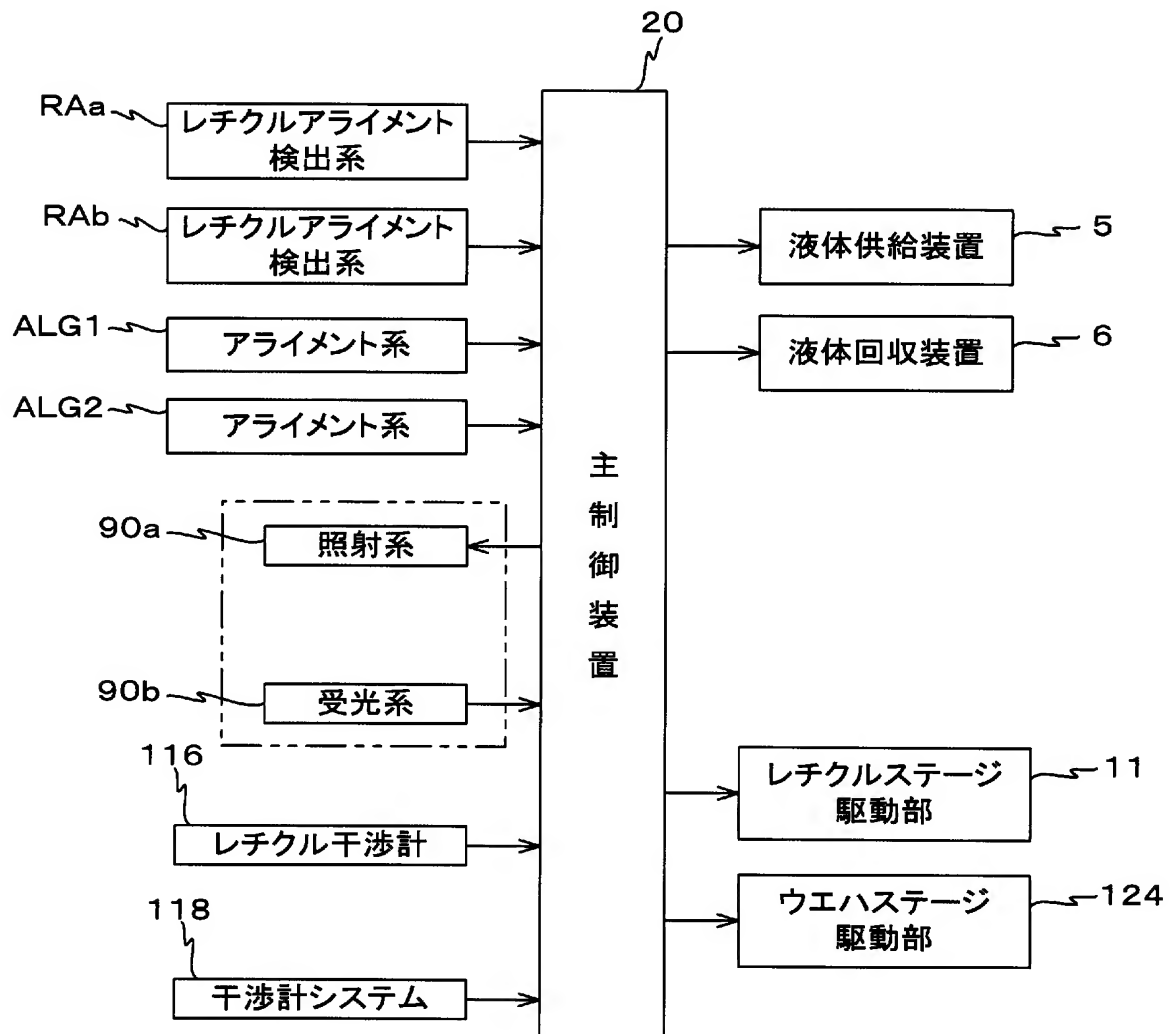 20
RAa
レチクルアライメント
検出系
RAb
レチクルアライメント
検出系
ALG1
アライメント系
ALG2
アライメント系
90a
照射系
90b
受光系
116
レチクル干渉計
118
干渉計システム
主制御装置
液体供給装置
5
液体回収装置
6
レチクルステージ
駆動部
11
ウエハステージ
駆動部
124